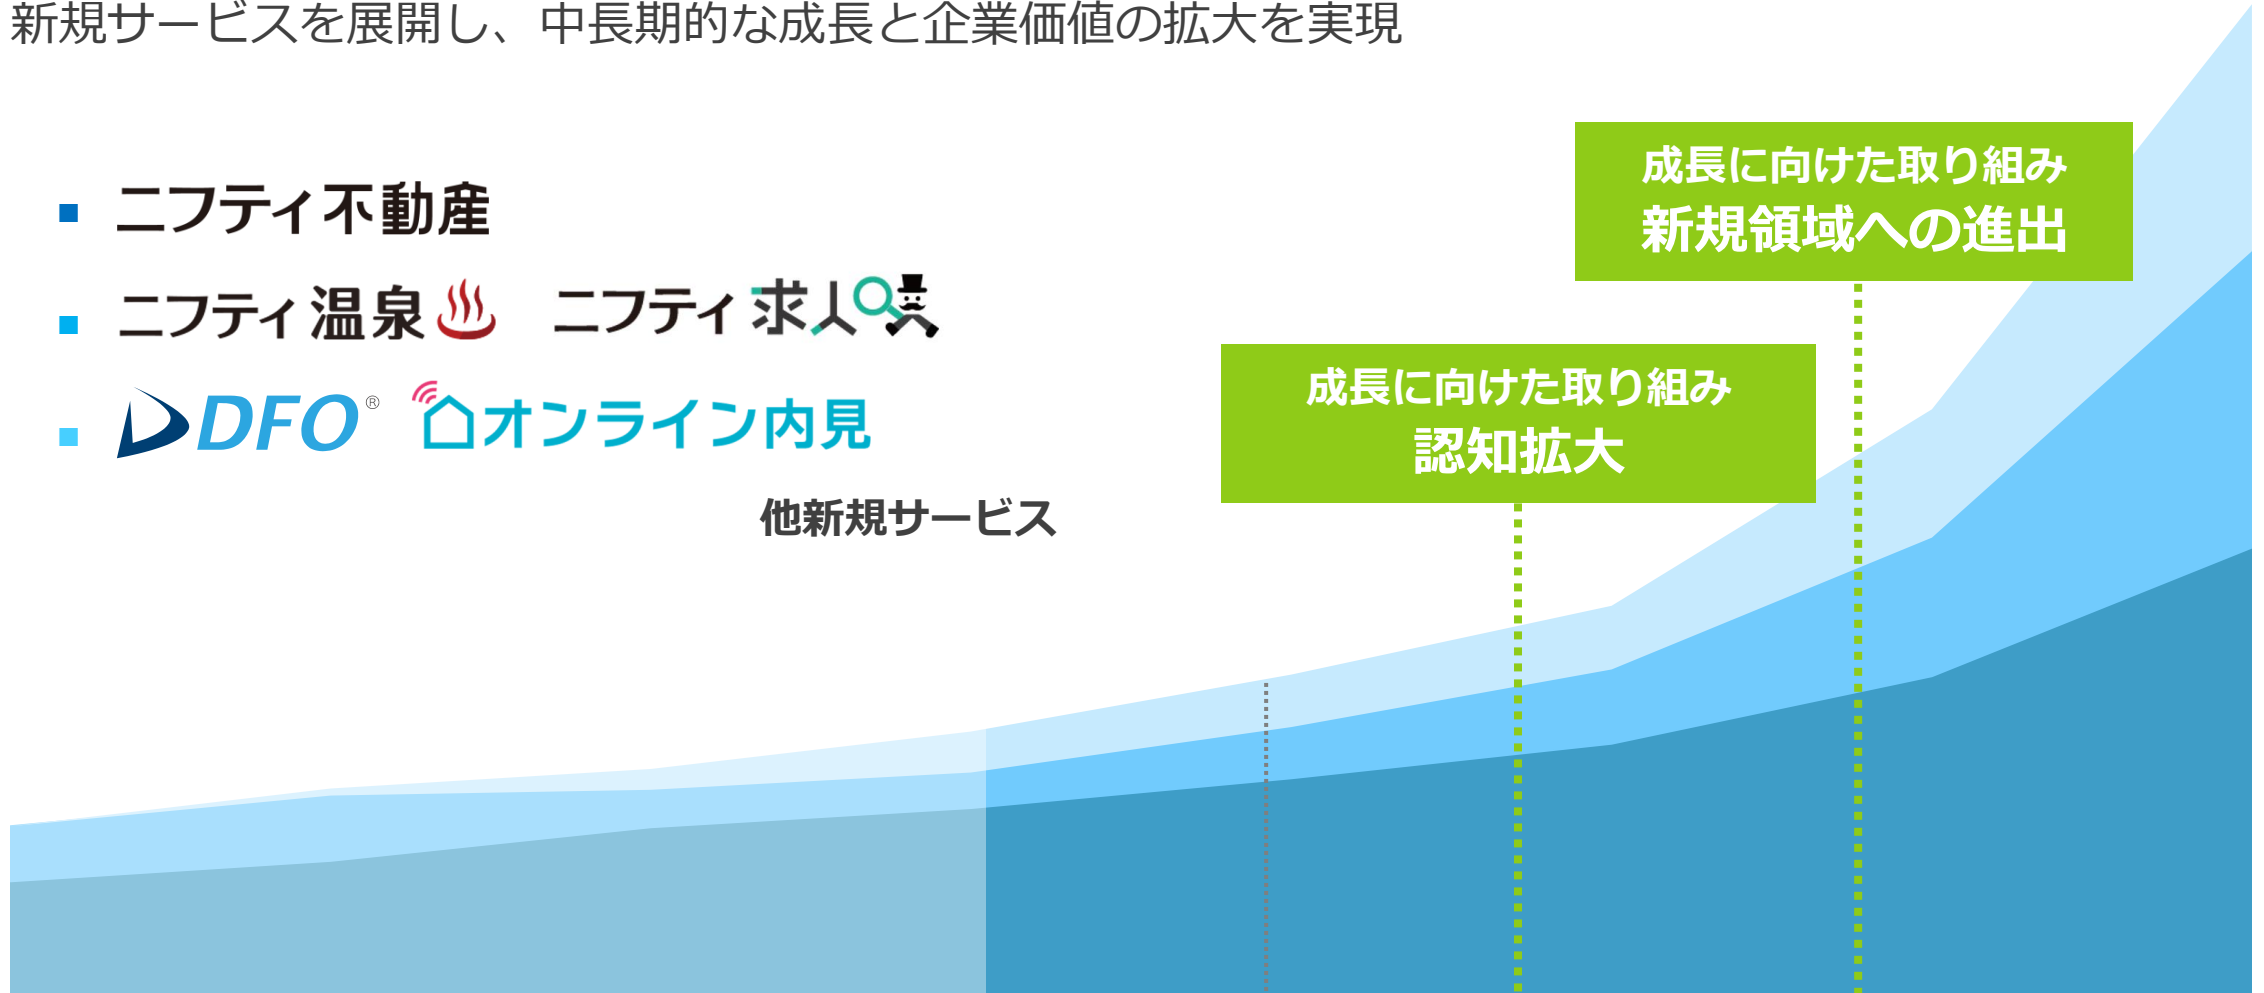 新規サービスを展開し、中長期的な成長と企業価値の拡大を実現
成長に向けた取り組み
新規領域への進出
ニフティ不動産
ニフティ温泉 ニフティ求人
成長に向けた取り組み
認知拡大
DFO® オンライン内見
他新規サービス